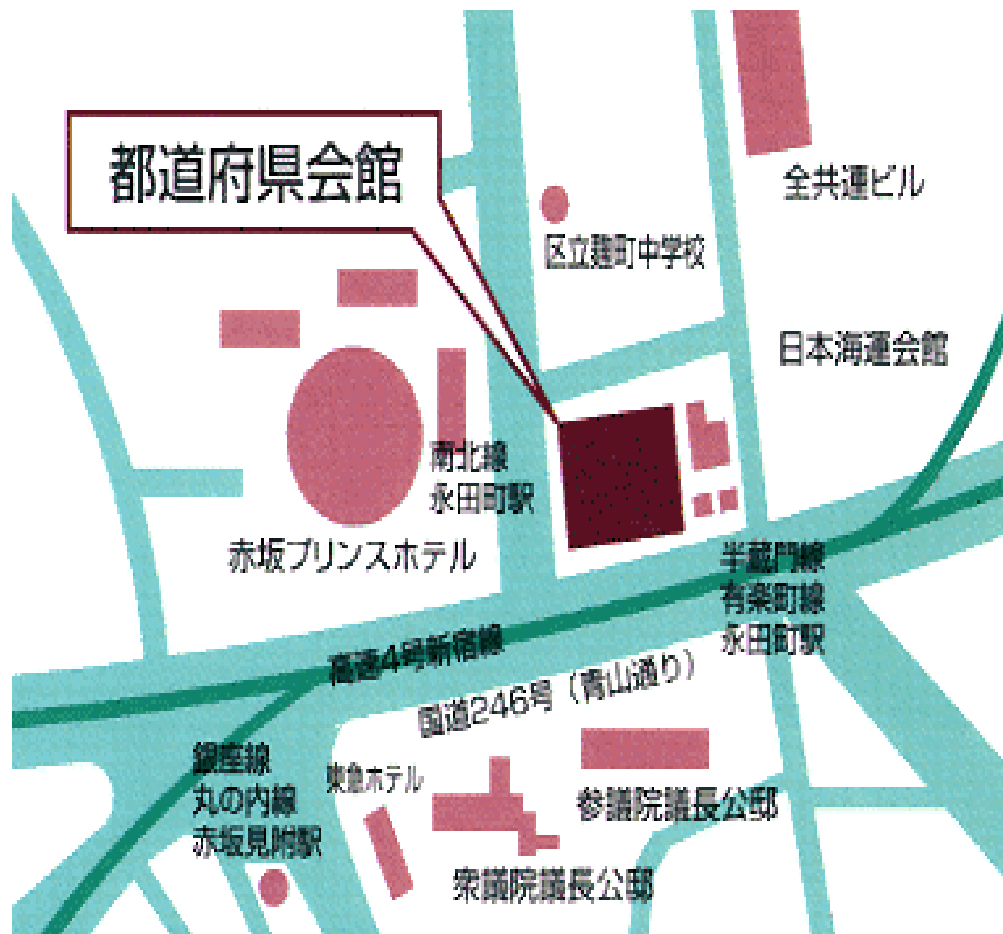 都道府県会館
全共連ビル
区立麹町中学校
日本海運会館
南北線
永田町駅
赤坂プリンスホテル
半蔵門線
有楽町線
永田町駅
高速4号新宿線
国道246号（青山通り）
銀座線
丸の内線
赤坂見附駅
東急ホテル
参議院議長公邸
衆議院議長公邸